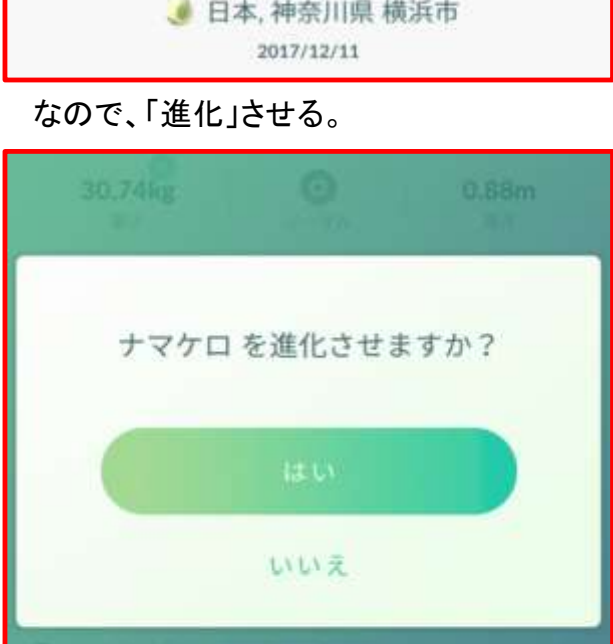 日本, 神奈川県 横浜市
2017/12/11
なので、「進化」させる。
30.74kg
0.88m
ナマケロ を進化させますか？
はい
いいえ